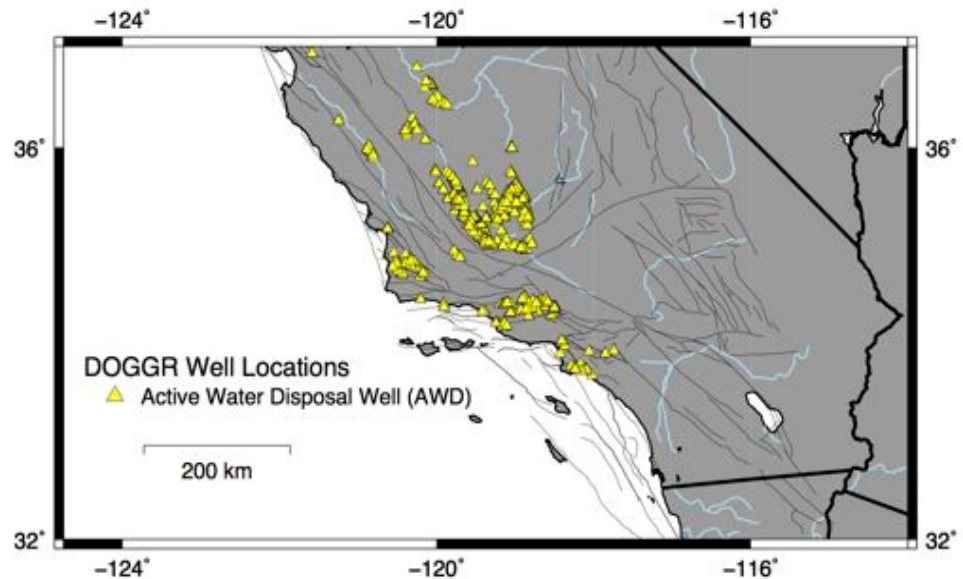 −124° −120° −116°
36° 36°
DOGGR Well Locations
Active Water Disposal Well (AWD)
200 km
32° 32°
−124° −120° −116°